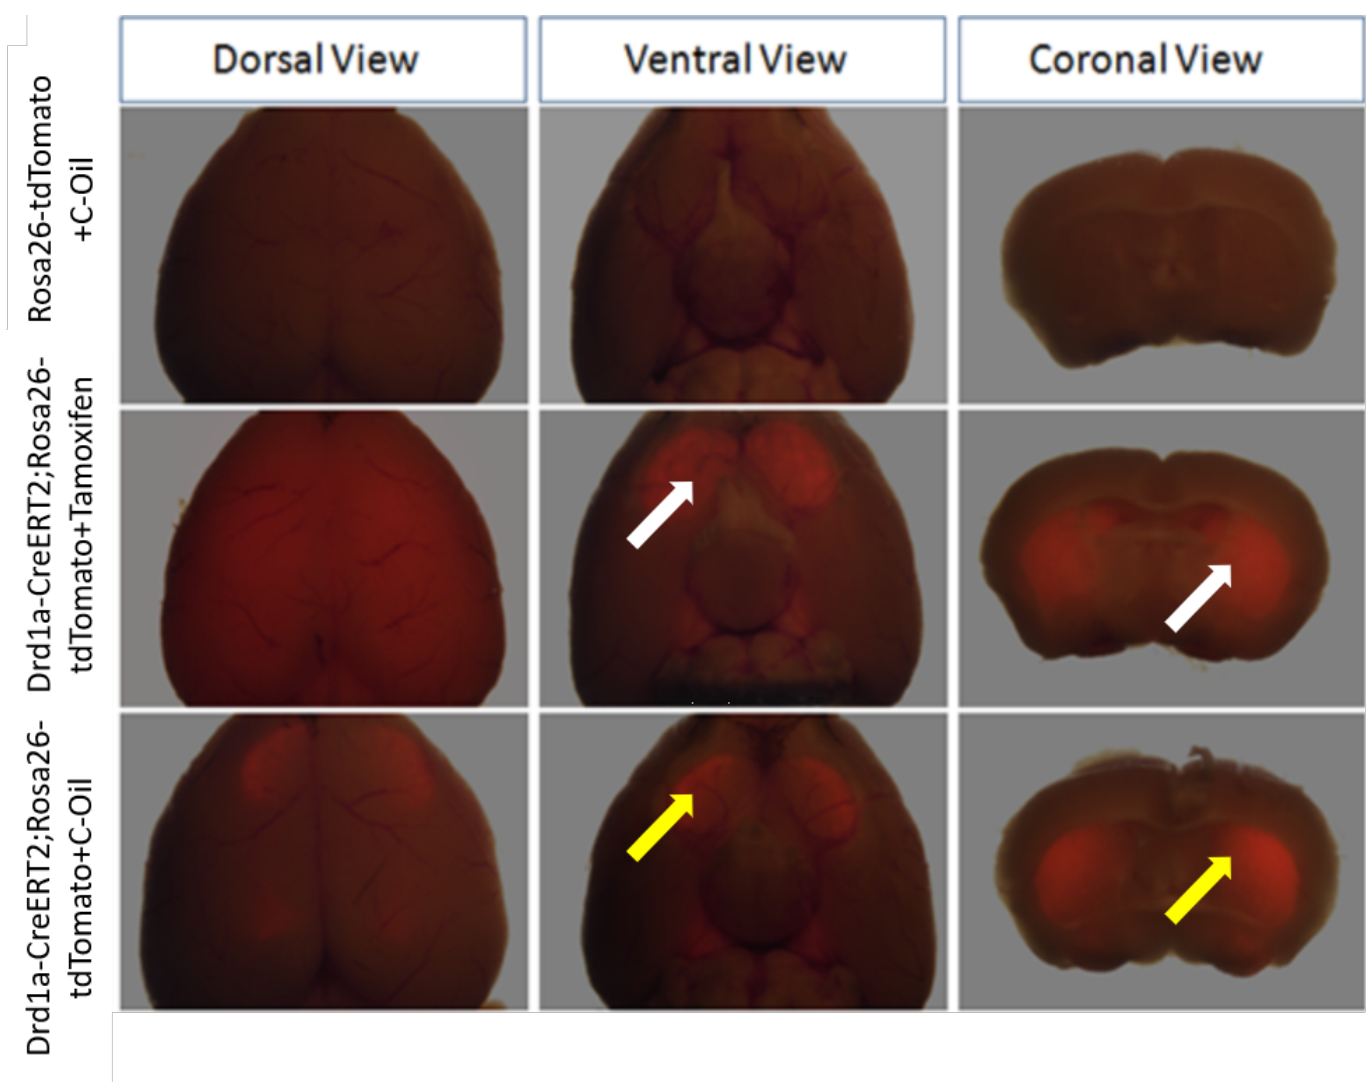 Dorsal View
Ventral View
Coronal View
Rosa26-tdTomato
+C-Oil
Drd1a-CreERT2;Rosa26-
tdTomato+Tamoxifen
Drd1a-CreERT2;Rosa26-
tdTomato+C-Oil